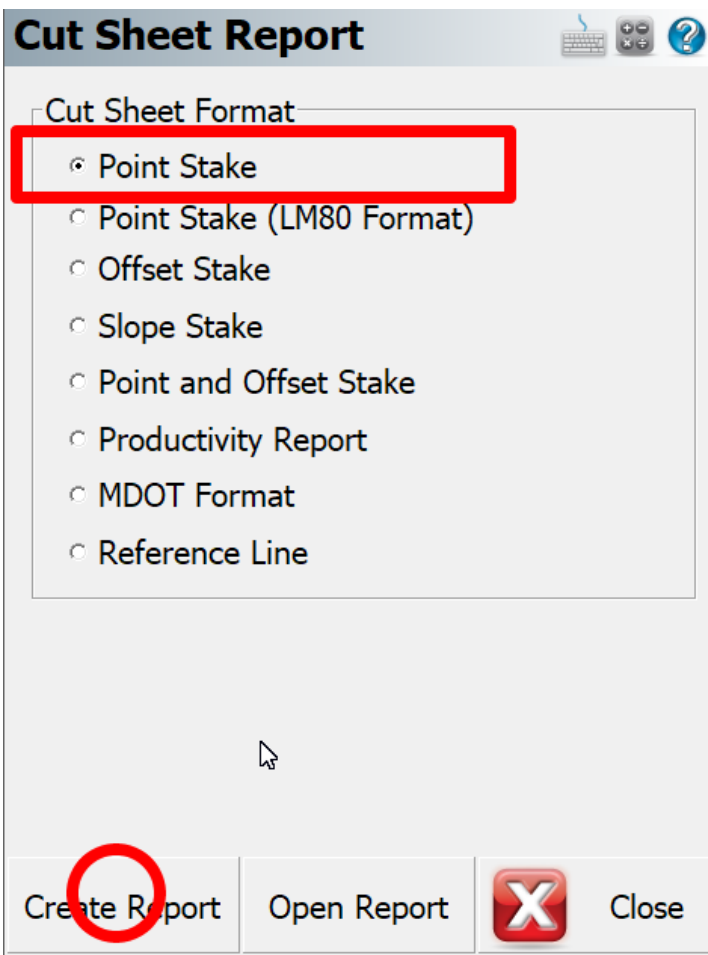 Cut Sheet Report
Cut Sheet Format
Point Stake
Point Stake (LM80 Format)
Offset Stake
Slope Stake
Point and Offset Stake
Productivity Report
MDOT Format
Reference Line
Create Report
Open Report
Close